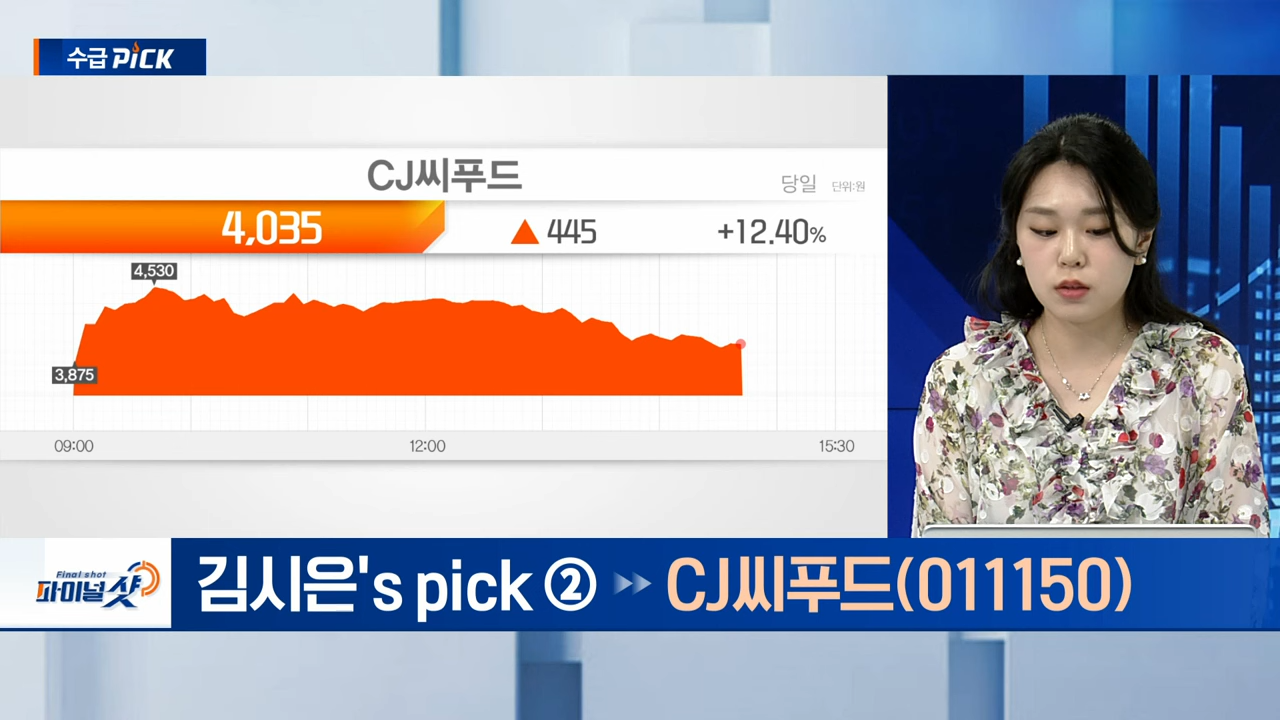 수급 PiCK
CJ씨푸드
당일 단위:원
4,035 ▲ 445 +12.40%
4,530
3,875
09:00 12:00 15:30
Final shot
파이널샷
김시은's pick ② ▸▸ CJ씨푸드(011150)